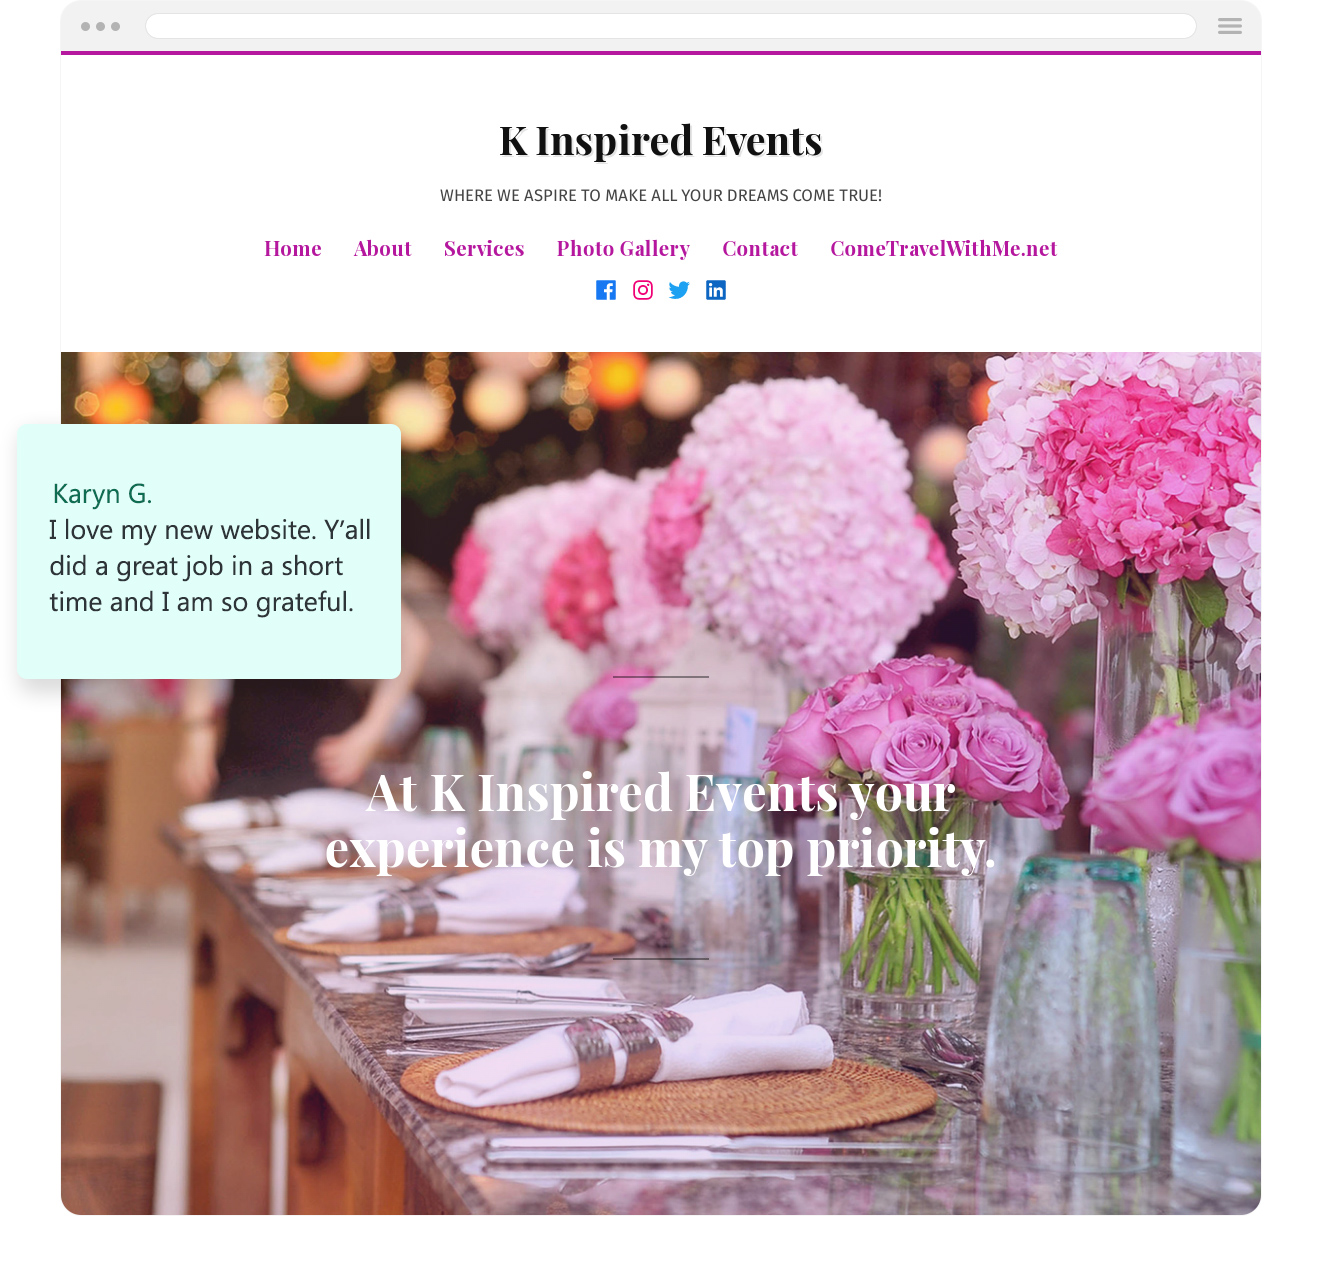 K Inspired Events
WHERE WE ASPIRE TO MAKE ALL YOUR DREAMS COME TRUE!
Home About Services Photo Gallery Contact ComeTravelWithMe.net
Karyn G.
I love my new website. Y’all
did a great job in a short
time and I am so grateful.
At K Inspired Events your
experience is my top priority.